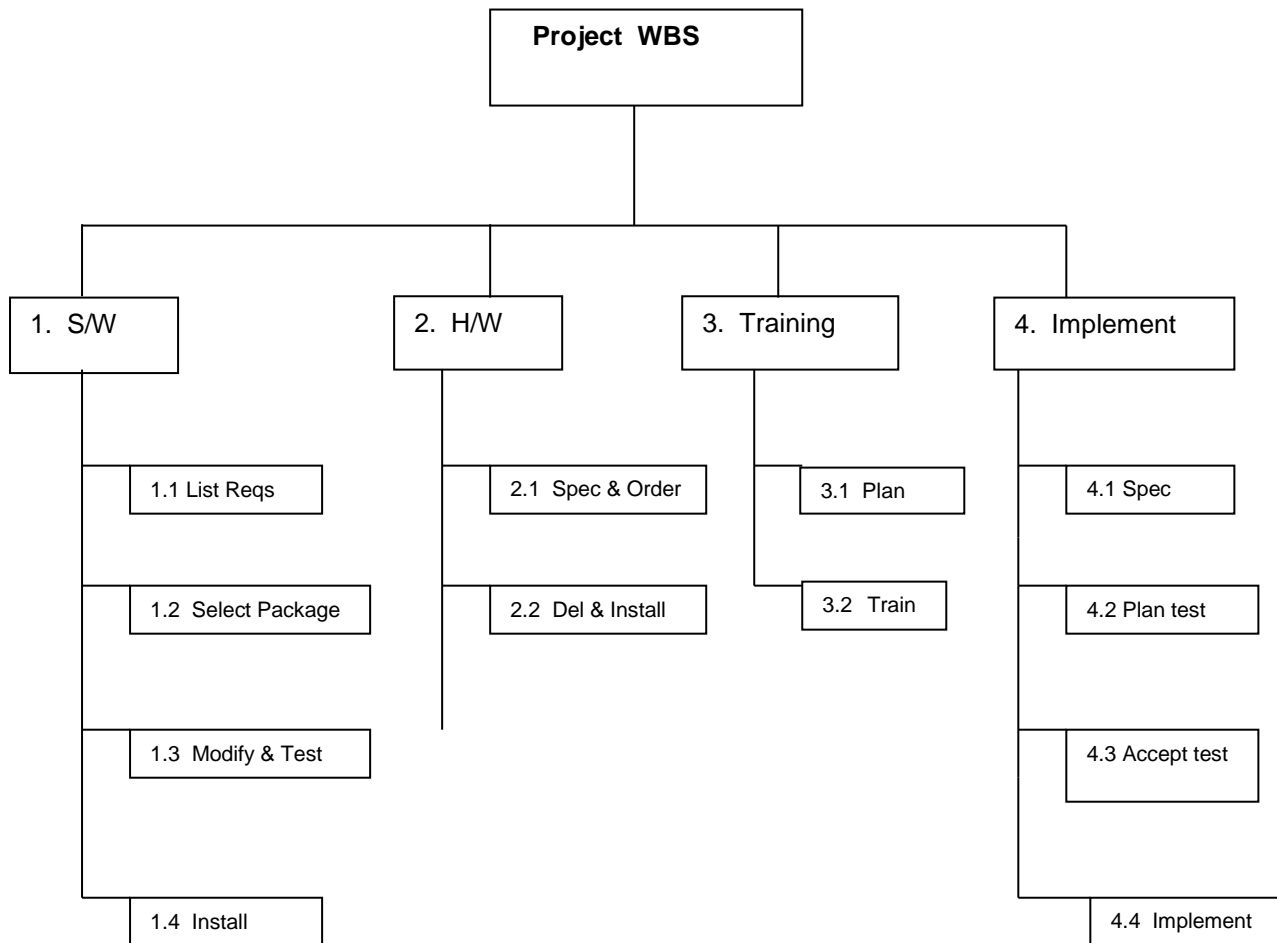 Project WBS
1. S/W
2. H/W
3. Training
4. Implement
1.1 List Reqs
2.1 Spec & Order
3.1 Plan
4.1 Spec
1.2 Select Package
2.2 Del & Install
3.2 Train
4.2 Plan test
1.3 Modify & Test
4.3 Accept test
1.4 Install
4.4 Implement